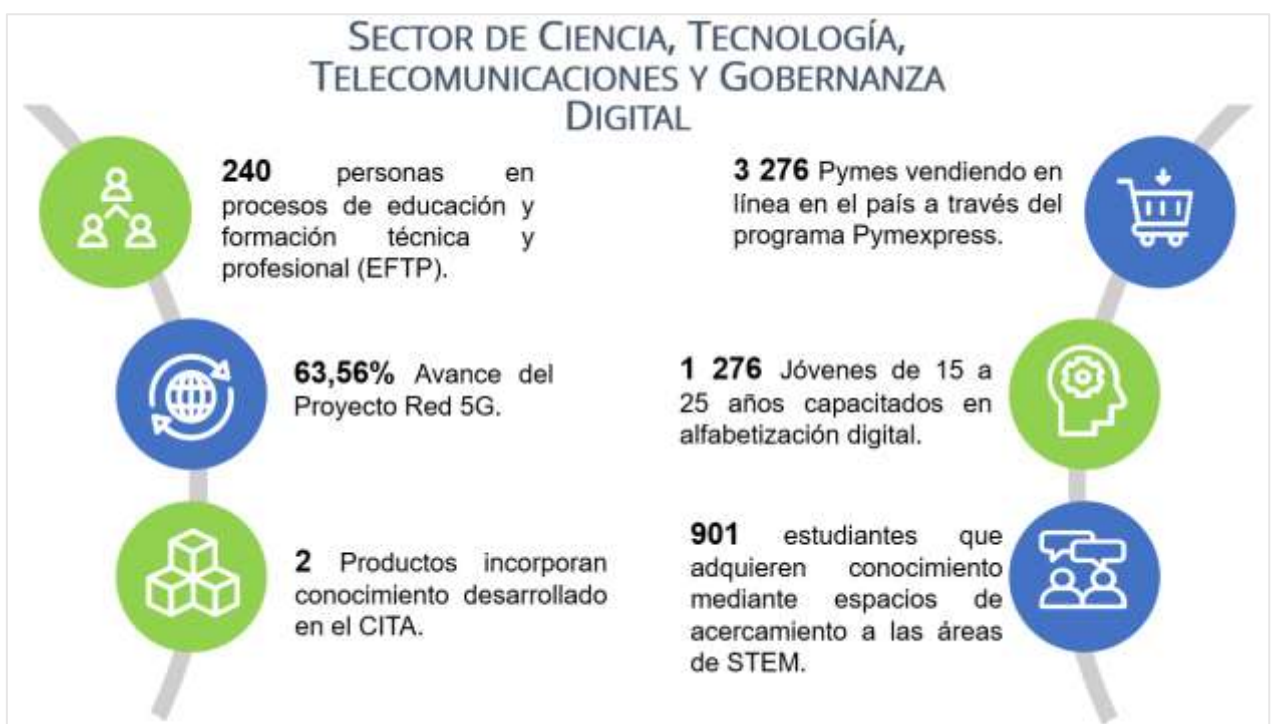 SECTOR DE CIENCIA, TECNOLOGÍA,
TELECOMUNICACIONES Y GOBERNANZA
DIGITAL
240 personas en
procesos de educación y
formación técnica y
profesional (EFTP).
63,56% Avance del
Proyecto Red 5G.
2 Productos incorporan
conocimiento desarrollado
en el CITA.
3 276 Pymes vendiendo en
línea en el país a través del
programa Pymexpress.
1 276 Jóvenes de 15 a
25 años capacitados en
alfabetización digital.
901 estudiantes que
adquieren conocimiento
mediante espacios de
acercamiento a las áreas
de STEM.